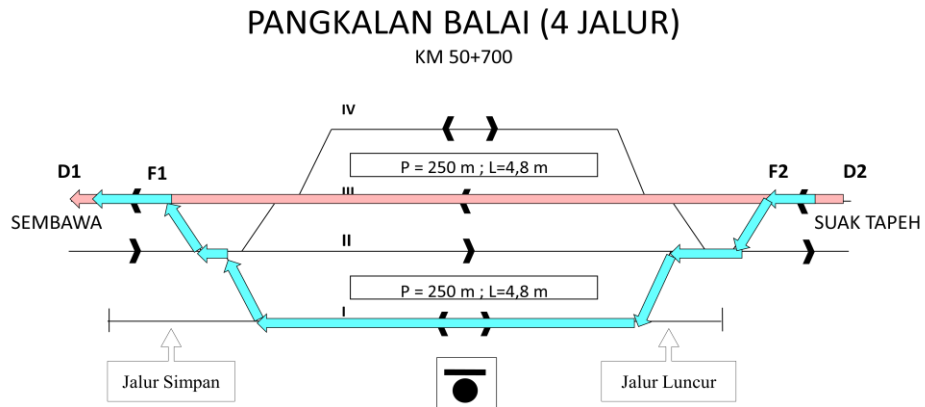 PANGKALAN BALAI (4 JALUR)
KM 50+700
IV
P = 250 m ; L=4,8 m
D1
F1
F2
D2
III
SEMBAWA
SUAK TAPEH
II
P = 250 m ; L=4,8 m
I
Jalur Simpan
Jalur Luncur